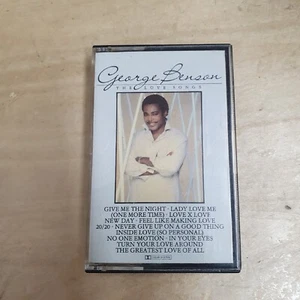 George Benson
THE LOVE SONGS
GIVE ME THE NIGHT · LADY LOVE ME
(ONE MORE TIME) · LOVE X LOVE
NEW DAY · FEEL LIKE MAKING LOVE
20/20 · NEVER GIVE UP ON A GOOD THING
INSIDE LOVE (SO PERSONAL)
NO ONE EMOTION · IN YOUR EYES
TURN YOUR LOVE AROUND
THE GREATEST LOVE OF ALL